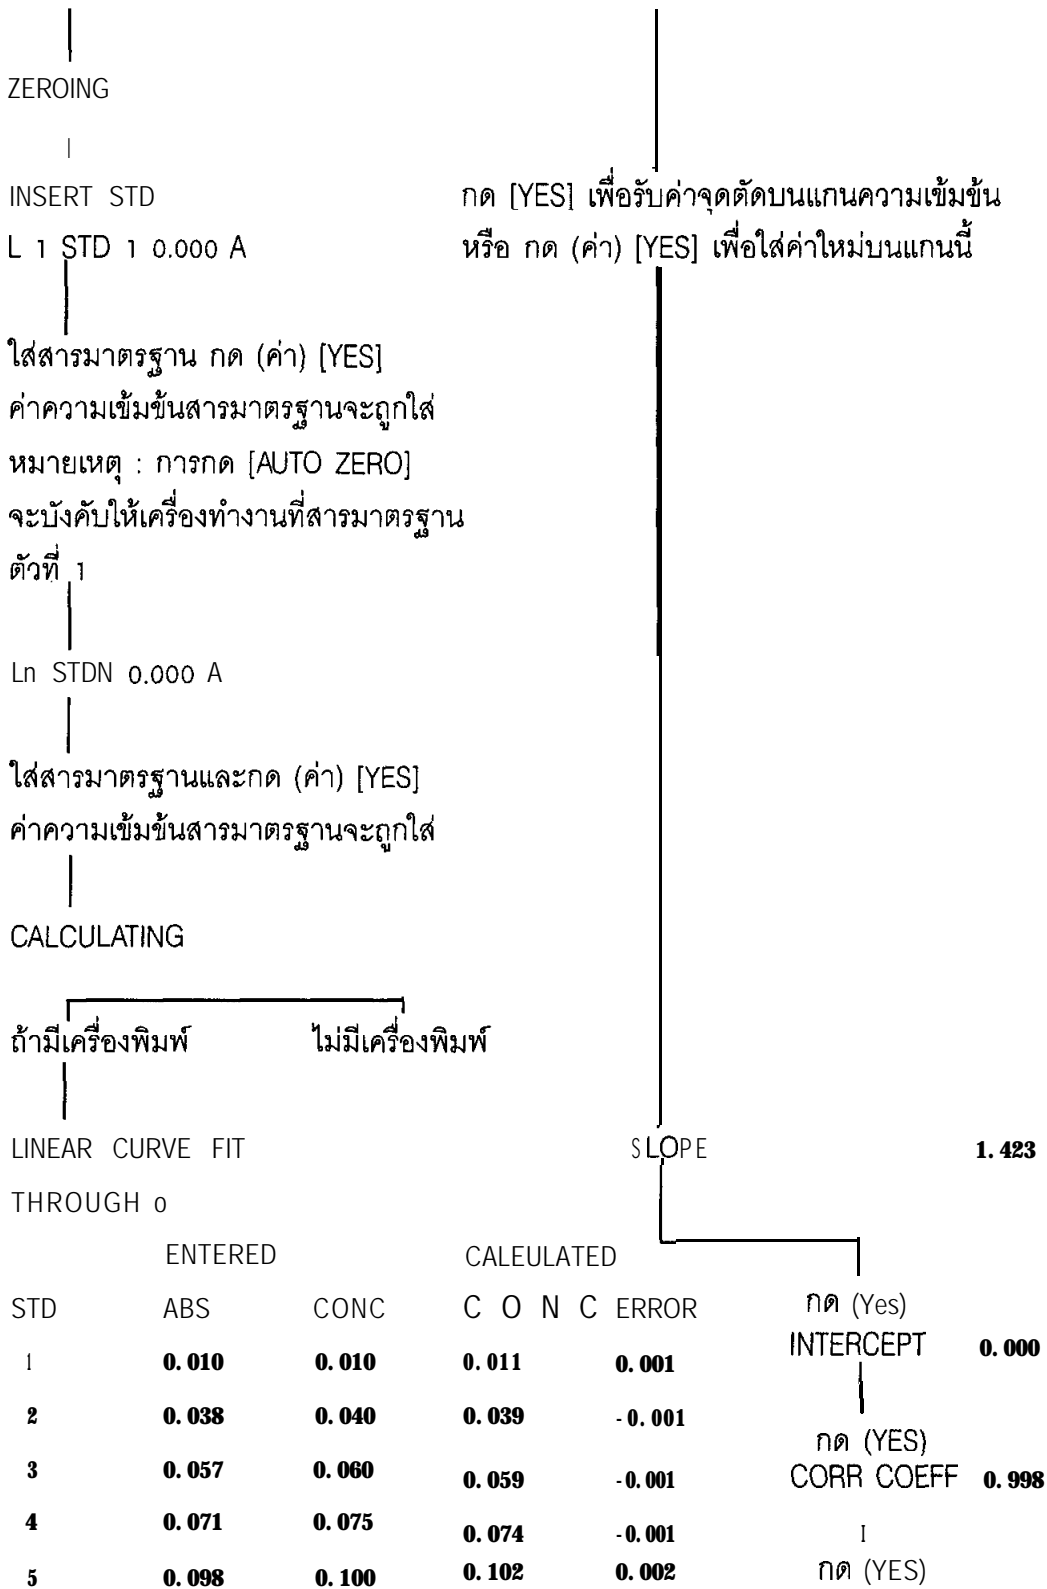 ZEROING
INSERT STD
L 1 STD 1 0.000 A
กด [YES] เพื่อรับค่าจุดตัดบนแกนความเข้มข้น
หรือ กด (ค่า) [YES] เพื่อใส่ค่าใหม่บนแกนนี้
ใส่สารมาตรฐาน กด (ค่า) [YES]
ค่าความเข้มข้นสารมาตรฐานจะถูกใส่
หมายเหตุ : การกด [AUTO ZERO]
จะบังคับให้เครื่องทำงานที่สารมาตรฐาน
ตัวที่ 1
Ln STDN 0.000 A
ใส่สารมาตรฐานและกด (ค่า) [YES]
ค่าความเข้มข้นสารมาตรฐานจะถูกใส่
CALCULATING
ถ้ามีเครื่องพิมพ์ ไม่มีเครื่องพิมพ์
LINEAR CURVE FIT
THROUGH 0
ENTERED CALEULATED
STD ABS CONC CONC ERROR
1 0.010 0.010 0.011 0.001
2 0.038 0.040 0.039 -0.001
3 0.057 0.060 0.059 -0.001
4 0.071 0.075 0.074 -0.001
5 0.098 0.100 0.102 0.002
SLOPE 1.423
กด (Yes)
INTERCEPT 0.000
กด (YES)
CORR COEFF 0.998
กด (YES)